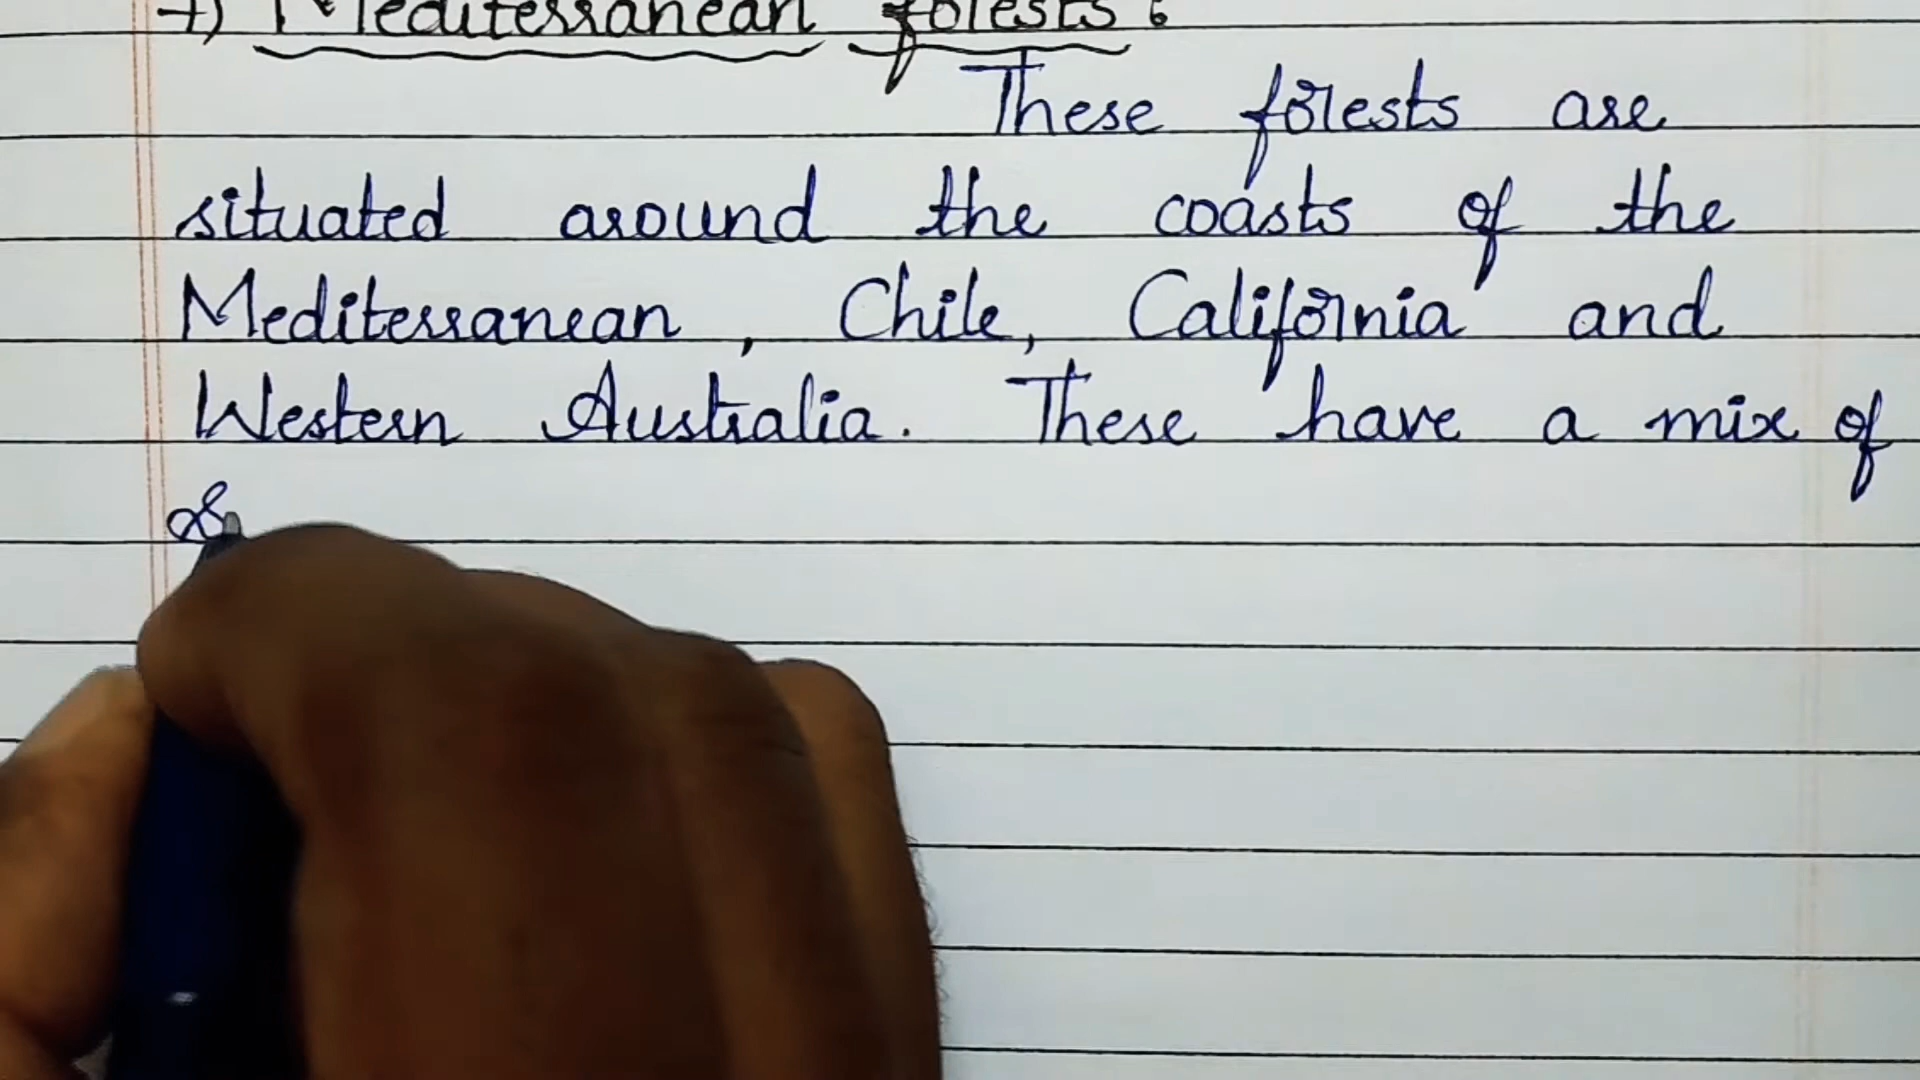 Mediterranean forests :
These forests are
situated around the coasts of the
Mediterranean , Chile, California and
Western Australia. These have a mix of